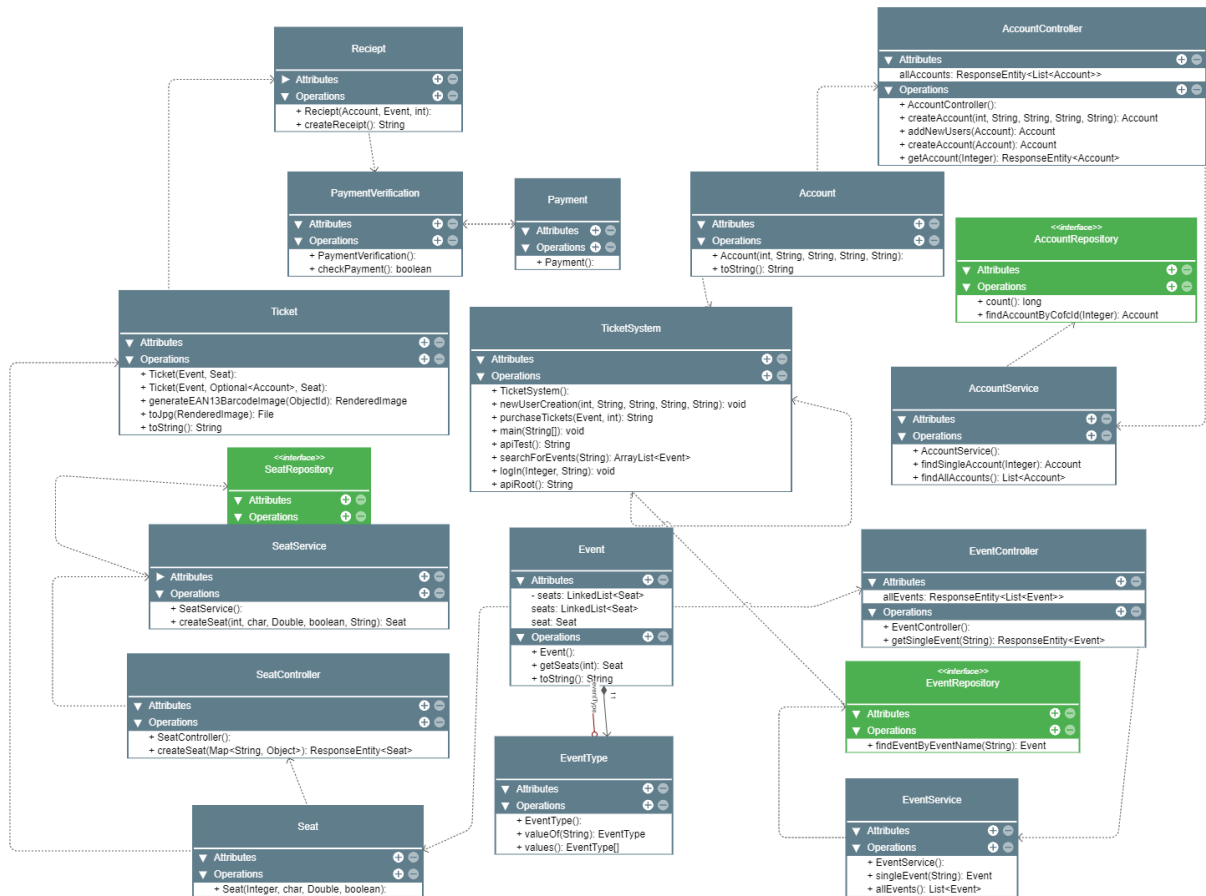 Reciept
Attributes
Operations
+ Reciept(Account, Event, int):
+ createReceipt(): String
AccountController
Attributes
allAccounts: ResponseEntity<List<Account>>
Operations
+ AccountController():
+ createAccount(int, String, String, String, String): Account
+ addNewUsers(Account): Account
+ createAccount(Account): Account
+ getAccount(Integer): ResponseEntity<Account>
PaymentVerification
Attributes
Operations
+ PaymentVerification():
+ checkPayment(): boolean
Payment
Attributes
Operations
+ Payment():
Account
Attributes
Operations
+ Account(int, String, String, String, String):
+ toString(): String
<<interface>>
AccountRepository
Attributes
Operations
+ count(): long
+ findAccountByCofcId(Integer): Account
Ticket
Attributes
Operations
+ Ticket(Event, Seat):
+ Ticket(Event, Optional<Account>, Seat):
+ generateEAN13BarcodeImage(ObjectId): RenderedImage
+ toJpg(RenderedImage): File
+ toString(): String
TicketSystem
Attributes
Operations
+ TicketSystem():
+ newUserCreation(int, String, String, String, String): void
+ purchaseTickets(Event, int): String
+ main(String[]): void
+ apiTest(): String
+ searchForEvents(String): ArrayList<Event>
+ logIn(Integer, String): void
+ apiRoot(): String
AccountService
Attributes
Operations
+ AccountService():
+ findSingleAccount(Integer): Account
+ findAllAccounts(): List<Account>
<<interface>>
SeatRepository
Attributes
Operations
SeatService
Attributes
Operations
+ SeatService():
+ createSeat(int, char, Double, boolean, String): Seat
Event
Attributes
- seats: LinkedList<Seat>
seats: LinkedList<Seat>
seat: Seat
Operations
+ Event():
+ getSeats(int): Seat
+ toString(): String
eventType
11
EventController
Attributes
allEvents: ResponseEntity<List<Event>>
Operations
+ EventController():
+ getSingleEvent(String): ResponseEntity<Event>
SeatController
Attributes
Operations
+ SeatController():
+ createSeat(Map<String, Object>): ResponseEntity<Seat>
<<interface>>
EventRepository
Attributes
Operations
+ findEventByEventName(String): Event
EventType
Attributes
Operations
+ EventType():
+ valueOf(String): EventType
+ values(): EventType[]
Seat
Attributes
Operations
+ Seat(Integer, char, Double, boolean):
EventService
Attributes
Operations
+ EventService():
+ singleEvent(String): Event
+ allEvents(): List<Event>